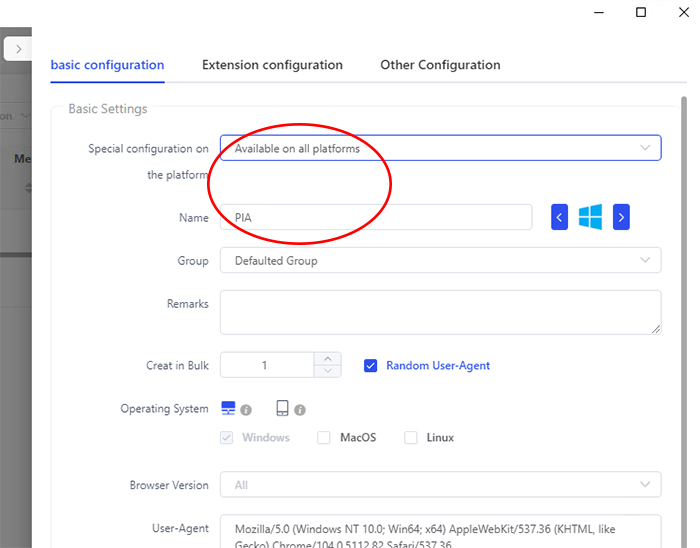 basic configuration Extension configuration Other Configuration
on
Me
Basic Settings
Special configuration on Available on all platforms
the platform
Name PIA
Group Defaulted Group
Remarks
Creat in Bulk 1 Random User-Agent
Operating System
Windows MacOS Linux
Browser Version All
User-Agent Mozilla/5.0 (Windows NT 10.0; Win64; x64) AppleWebKit/537.36 (KHTML, like
Gecko) Chrome/104.0.5112.82 Safari/537.36